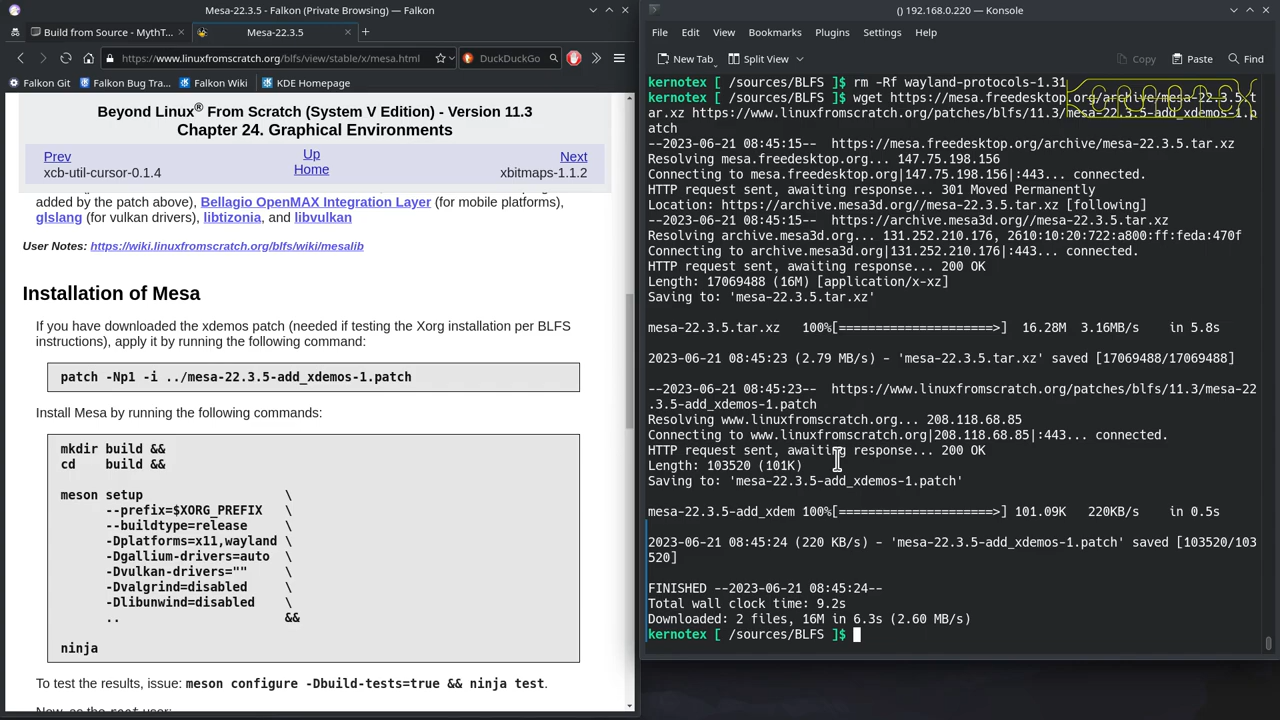 Mesa-22.3.5 - Falkon (Private Browsing) — Falkon
Build from Source - MythT...
Mesa-22.3.5
https://www.linuxfromscratch.org/blfs/view/stable/x/mesa.html
DuckDuckGo
Falkon Git
Falkon Bug Tra...
Falkon Wiki
KDE Homepage
Beyond Linux® From Scratch (System V Edition) - Version 11.3
Chapter 24. Graphical Environments
Prev
Up
Next
xcb-util-cursor-0.1.4
Home
xbitmaps-1.1.2
added by the patch above), Bellagio OpenMAX Integration Layer (for mobile platforms),
glslang (for vulkan drivers), libtizonia, and libvulkan
User Notes: https://wiki.linuxfromscratch.org/blfs/wiki/mesalib
Installation of Mesa
If you have downloaded the xdemos patch (needed if testing the Xorg installation per BLFS
instructions), apply it by running the following command:
patch -Np1 -i ../mesa-22.3.5-add_xdemos-1.patch
Install Mesa by running the following commands:
mkdir build &&
cd    build &&
meson setup                   \
      --prefix=$XORG_PREFIX   \
      --buildtype=release     \
      -Dplatforms=x11,wayland \
      -Dgallium-drivers=auto  \
      -Dvulkan-drivers=""     \
      -Dvalgrind=disabled     \
      -Dlibunwind=disabled    \
      ..                      &&
ninja
To test the results, issue: meson configure -Dbuild-tests=true && ninja test.
Now, as the root user:
() 192.168.0.220 — Konsole
File Edit View Bookmarks Plugins Settings Help
New Tab
Split View
Copy
Paste
Find
kernotex [ /sources/BLFS ]$ rm -Rf wayland-protocols-1.31
kernotex [ /sources/BLFS ]$ wget https://mesa.freedesktop.org/archive/mesa-22.3.5.t
ar.xz https://www.linuxfromscratch.org/patches/blfs/11.3/mesa-22.3.5-add_xdemos-1.p
atch
--2023-06-21 08:45:15--  https://mesa.freedesktop.org/archive/mesa-22.3.5.tar.xz
Resolving mesa.freedesktop.org... 147.75.198.156
Connecting to mesa.freedesktop.org|147.75.198.156|:443... connected.
HTTP request sent, awaiting response... 301 Moved Permanently
Location: https://archive.mesa3d.org//mesa-22.3.5.tar.xz [following]
--2023-06-21 08:45:15--  https://archive.mesa3d.org//mesa-22.3.5.tar.xz
Resolving archive.mesa3d.org... 131.252.210.176, 2610:10:20:722:a800:ff:feda:470f
Connecting to archive.mesa3d.org|131.252.210.176|:443... connected.
HTTP request sent, awaiting response... 200 OK
Length: 17069488 (16M) [application/x-xz]
Saving to: 'mesa-22.3.5.tar.xz'
mesa-22.3.5.tar.xz   100%[=====================>]  16.28M  3.16MB/s    in 5.8s
2023-06-21 08:45:23 (2.79 MB/s) - 'mesa-22.3.5.tar.xz' saved [17069488/17069488]
--2023-06-21 08:45:23--  https://www.linuxfromscratch.org/patches/blfs/11.3/mesa-22
.3.5-add_xdemos-1.patch
Resolving www.linuxfromscratch.org... 208.118.68.85
Connecting to www.linuxfromscratch.org|208.118.68.85|:443... connected.
HTTP request sent, awaiting response... 200 OK
Length: 103520 (101K)
Saving to: 'mesa-22.3.5-add_xdemos-1.patch'
mesa-22.3.5-add_xdem 100%[=====================>] 101.09K   220KB/s    in 0.5s
2023-06-21 08:45:24 (220 KB/s) - 'mesa-22.3.5-add_xdemos-1.patch' saved [103520/103
520]
FINISHED --2023-06-21 08:45:24--
Total wall clock time: 9.2s
Downloaded: 2 files, 16M in 6.3s (2.60 MB/s)
kernotex [ /sources/BLFS ]$